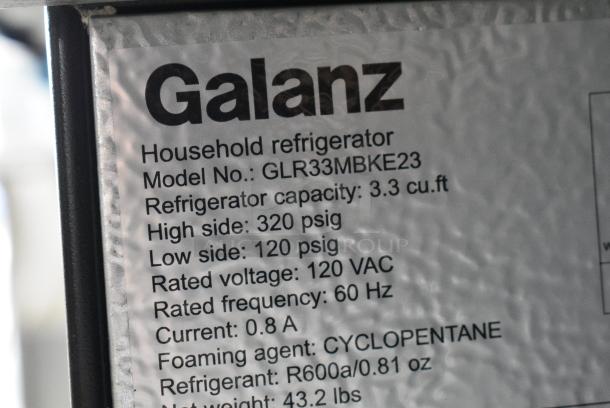 Galanz
Household refrigerator
Model No.: GLR33MBKE23
Refrigerator capacity: 3.3 cu.ft
High side: 320 psig
Low side: 120 psig
Rated voltage: 120 VAC
Rated frequency: 60 Hz
Current: 0.8 A
Foaming agent: CYCLOPENTANE
Refrigerant: R600a/0.81 oz
Net weight: 43.2 lbs